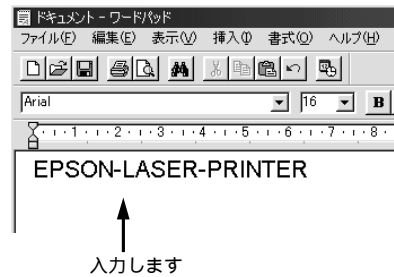 ドキュメント - ワードパッド
ファイル(F) 編集(E) 表示(V) 挿入(I) 書式(O) ヘルプ(H)
Arial 16 B
1 2 3 4 5 6 7 8
EPSON-LASER-PRINTER
入力します